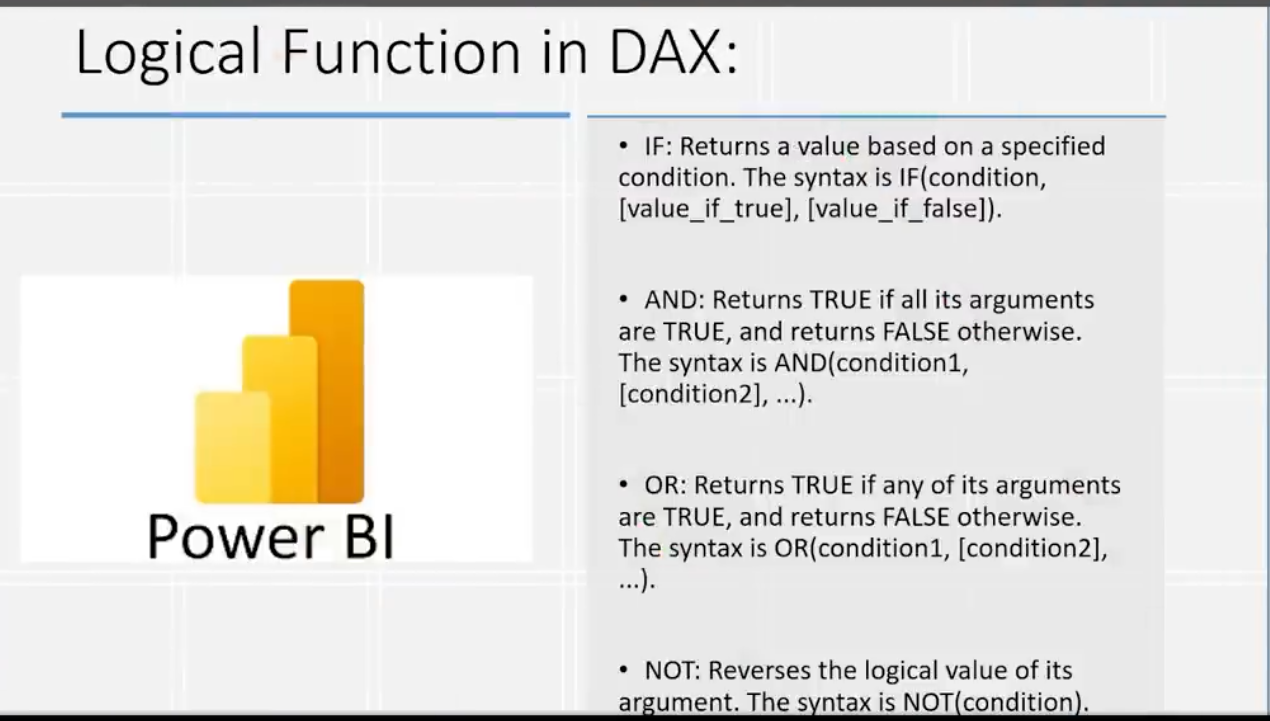 Logical Function in DAX:
• IF: Returns a value based on a specified
condition. The syntax is IF(condition,
[value_if_true], [value_if_false]).
• AND: Returns TRUE if all its arguments
are TRUE, and returns FALSE otherwise.
The syntax is AND(condition1,
[condition2], ...).
• OR: Returns TRUE if any of its arguments
are TRUE, and returns FALSE otherwise.
The syntax is OR(condition1, [condition2],
...).
• NOT: Reverses the logical value of its
argument. The syntax is NOT(condition).
Power BI